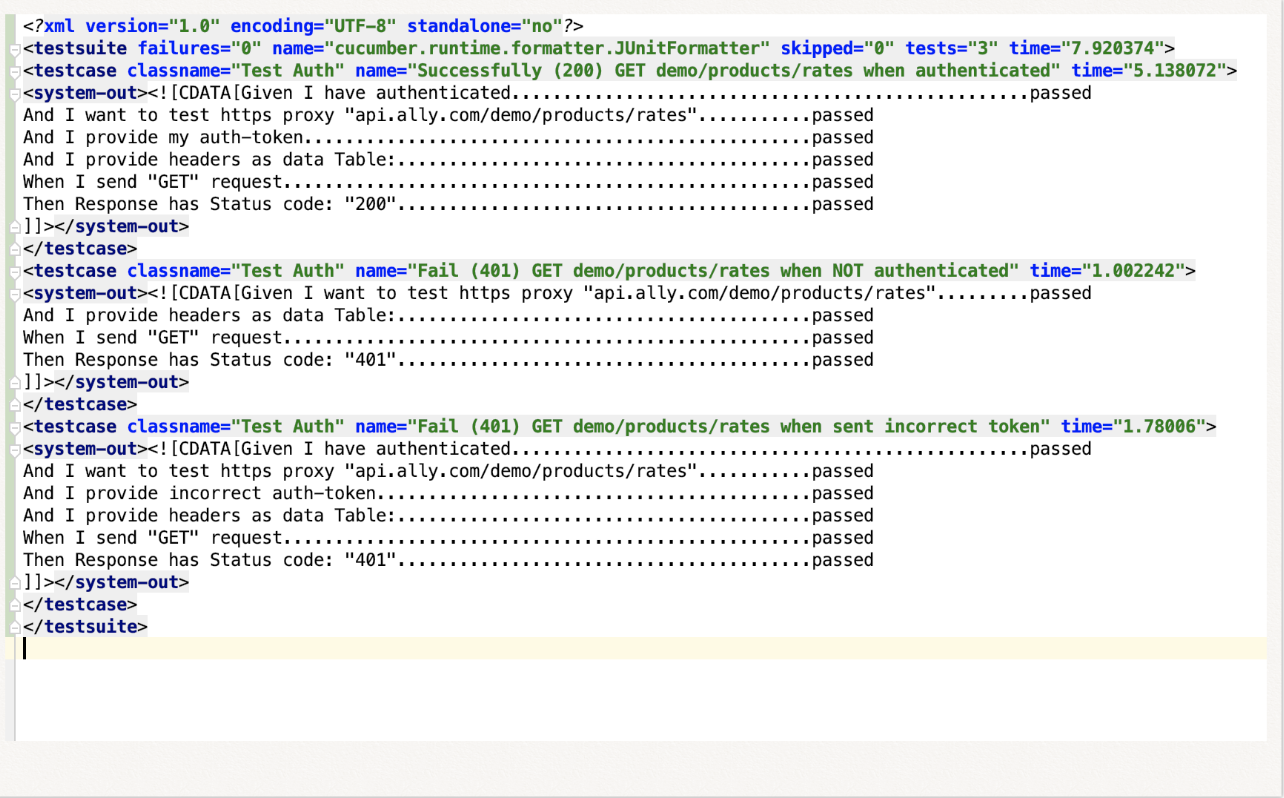 <?xml version="1.0" encoding="UTF-8" standalone="no"?>
<testsuite failures="0" name="cucumber.runtime.formatter.JUnitFormatter" skipped="0" tests="3" time="7.920374">
<testcase classname="Test Auth" name="Successfully (200) GET demo/products/rates when authenticated" time="5.138072">
<system-out><![CDATA[Given I have authenticated..................................................passed
And I want to test https proxy "api.ally.com/demo/products/rates"...........passed
And I provide my auth-token.................................................passed
And I provide headers as data Table:........................................passed
When I send "GET" request...................................................passed
Then Response has Status code: "200"........................................passed
]]></system-out>
</testcase>
<testcase classname="Test Auth" name="Fail (401) GET demo/products/rates when NOT authenticated" time="1.002242">
<system-out><![CDATA[Given I want to test https proxy "api.ally.com/demo/products/rates".........passed
And I provide headers as data Table:........................................passed
When I send "GET" request...................................................passed
Then Response has Status code: "401"........................................passed
]]></system-out>
</testcase>
<testcase classname="Test Auth" name="Fail (401) GET demo/products/rates when sent incorrect token" time="1.78006">
<system-out><![CDATA[Given I have authenticated..................................................passed
And I want to test https proxy "api.ally.com/demo/products/rates"...........passed
And I provide incorrect auth-token..........................................passed
And I provide headers as data Table:........................................passed
When I send "GET" request...................................................passed
Then Response has Status code: "401"........................................passed
]]></system-out>
</testcase>
</testsuite>